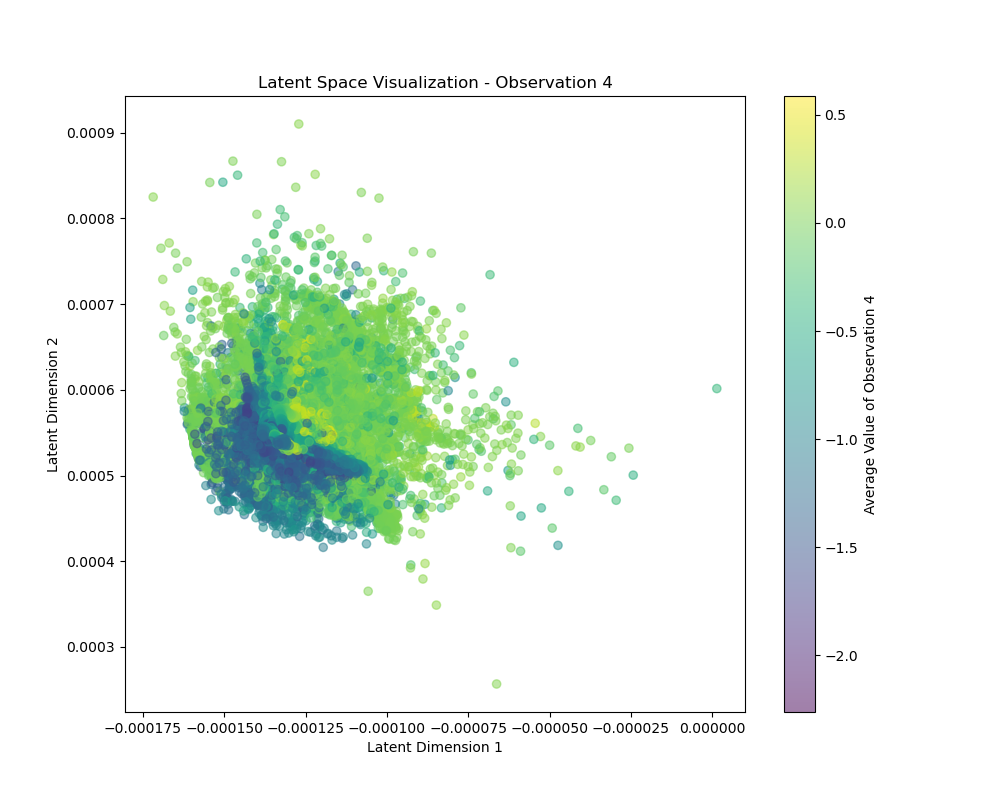 Latent Space Visualization - Observation 4
0.0009
0.0008
0.0007
0.0006
0.0005
0.0004
0.0003
Latent Dimension 2
−0.000175 −0.000150 −0.000125 −0.000100 −0.000075 −0.000050 −0.000025 0.000000
Latent Dimension 1
0.5
0.0
−0.5
−1.0
−1.5
−2.0
Average Value of Observation 4